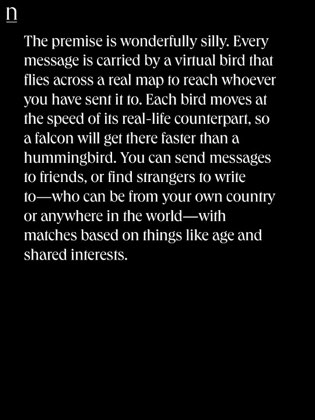 n
The premise is wonderfully silly. Every
message is carried by a virtual bird that
flies across a real map to reach whoever
you have sent it to. Each bird moves at
the speed of its real-life counterpart, so
a falcon will get there faster than a
hummingbird. You can send messages
to friends, or find strangers to write
to—who can be from your own country
or anywhere in the world—with
matches based on things like age and
shared interests.